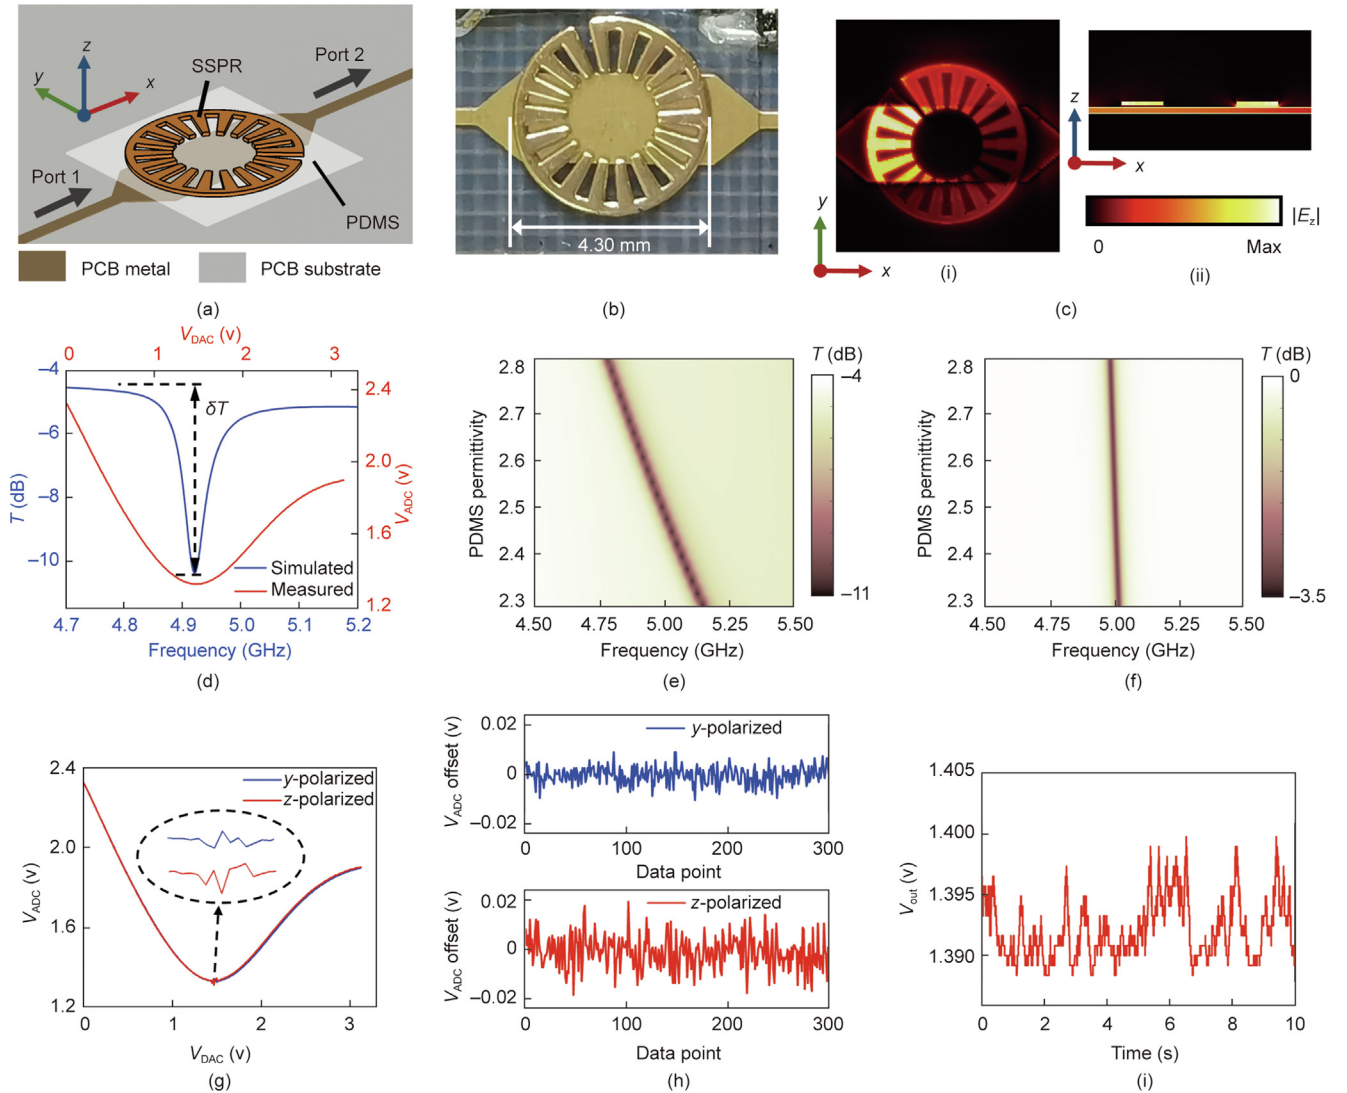 z
y
x
SSPR
Port 2
Port 1
PDMS
PCB metal
PCB substrate
(a)
4.30 mm
(b)
y
x
(i)
z
x
|Ez|
0
Max
(ii)
(c)
VDAC (v)
0 1 2 3
–4
–6
–8
–10
T (dB)
δT
2.4
2.0
1.6
1.2
VADC (v)
Simulated
Measured
4.7 4.8 4.9 5.0 5.1 5.2
Frequency (GHz)
(d)
2.8
2.7
2.6
2.5
2.4
2.3
PDMS permittivity
4.50 4.75 5.00 5.25 5.50
Frequency (GHz)
T (dB)
–4
–11
(e)
2.8
2.7
2.6
2.5
2.4
2.3
PDMS permittivity
4.50 4.75 5.00 5.25 5.50
Frequency (GHz)
T (dB)
0
–3.5
(f)
2.4
2.0
1.6
1.2
VADC (v)
y-polarized
z-polarized
0 1 2 3
VDAC (v)
(g)
0.02
0
–0.02
VADC offset (v)
y-polarized
0 100 200 300
Data point
0.02
0
–0.02
VADC offset (v)
z-polarized
0 100 200 300
Data point
(h)
1.405
1.400
1.395
1.390
Vout (v)
0 2 4 6 8 10
Time (s)
(i)